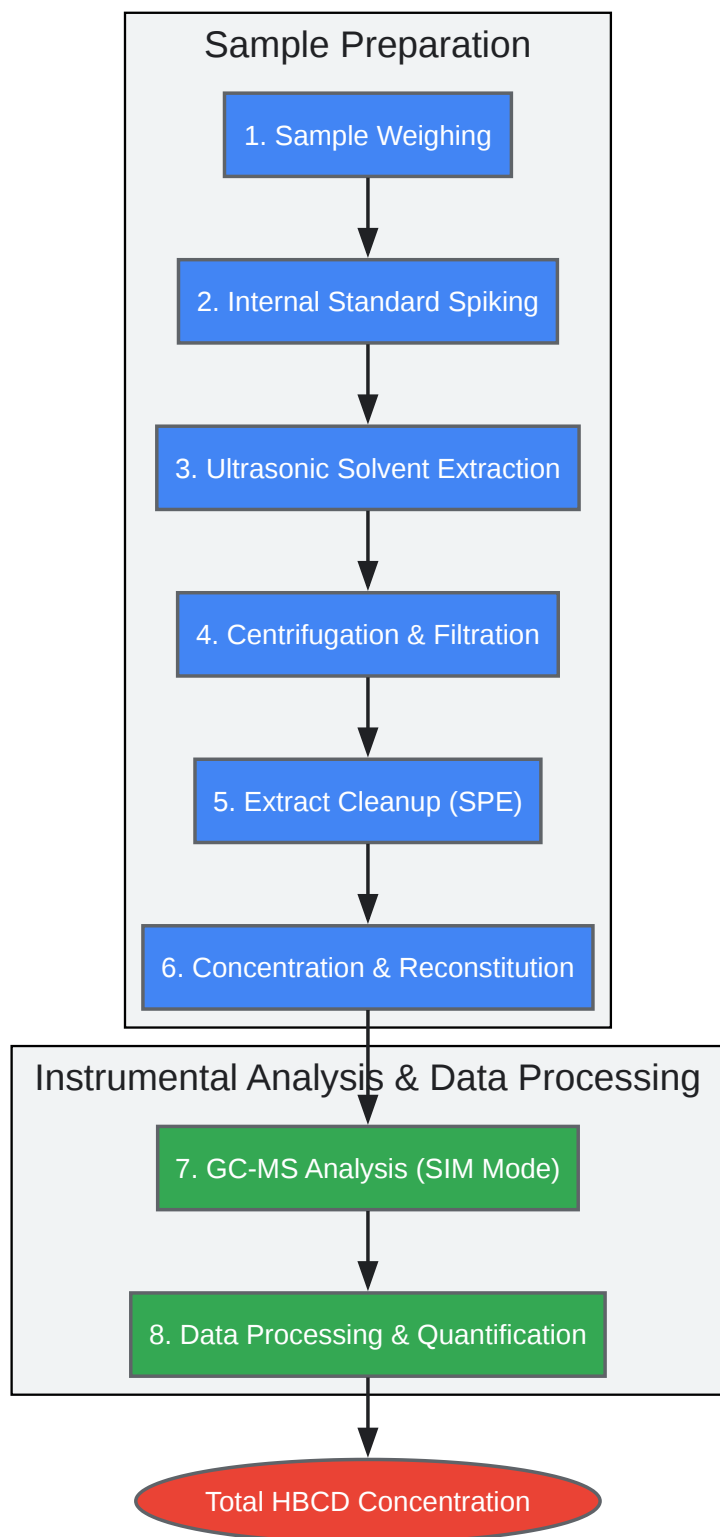 Sample Preparation
1. Sample Weighing
2. Internal Standard Spiking
3. Ultrasonic Solvent Extraction
4. Centrifugation & Filtration
5. Extract Cleanup (SPE)
6. Concentration & Reconstitution
Instrumental Analysis & Data Processing
7. GC-MS Analysis (SIM Mode)
8. Data Processing & Quantification
Total HBCD Concentration